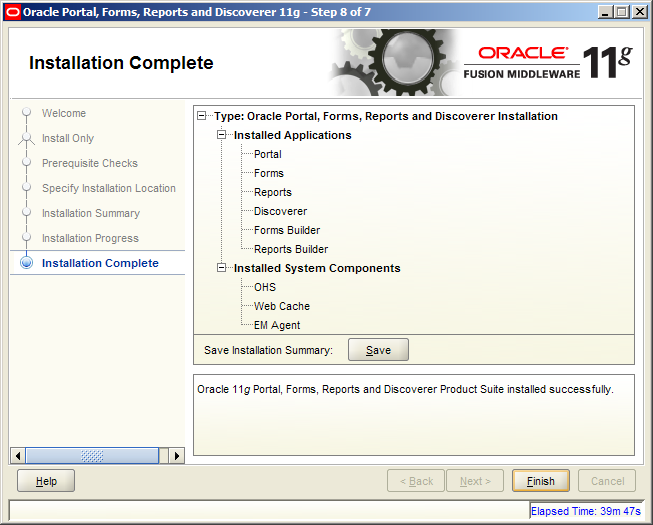 Oracle Portal, Forms, Reports and Discoverer 11g - Step 8 of 7
Installation Complete
ORACLE
FUSION MIDDLEWARE 11g
Welcome
Install Only
Prerequisite Checks
Specify Installation Location
Installation Summary
Installation Progress
Installation Complete
Type: Oracle Portal, Forms, Reports and Discoverer Installation
Installed Applications
Portal
Forms
Reports
Discoverer
Forms Builder
Reports Builder
Installed System Components
OHS
Web Cache
EM Agent
Save Installation Summary: Save
Oracle 11g Portal, Forms, Reports and Discoverer Product Suite installed successfully.
Help < Back Next > Finish Cancel
Elapsed Time: 39m 47s